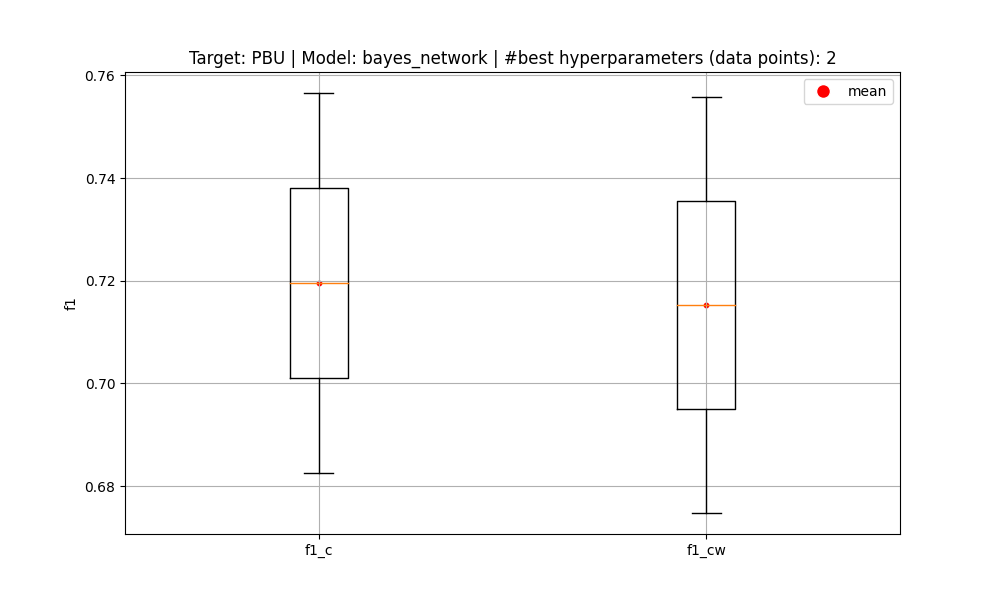 Target: PBU | Model: bayes_network | #best hyperparameters (data points): 2
mean
0.76
0.74
0.72
0.70
0.68
f1
f1_c
f1_cw